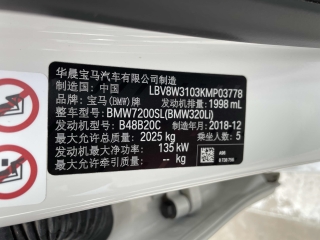 华晨宝马汽车有限公司制造
制造国：中国 LBV8W3103KMP03778
品牌：宝马(BMW)牌 发动机排量：1998 mL
整车型号：BMW7200SL(BMW320Li)
发动机型号：B48B20C 制造年月：2018-12
最大允许总质量：2025 kg 乘坐人数：5
发动机最大净功率：135 kW
最大允许牵引总质量： kg